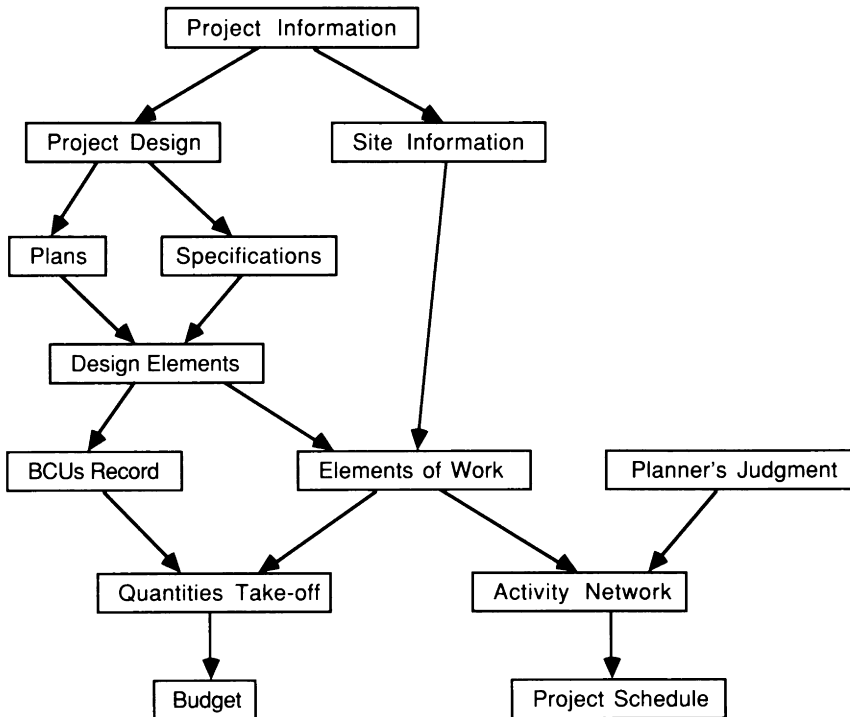 Project Information
Project Design
Site Information
Plans
Specifications
Design Elements
BCUs Record
Elements of Work
Planner's Judgment
Quantities Take-off
Activity Network
Budget
Project Schedule